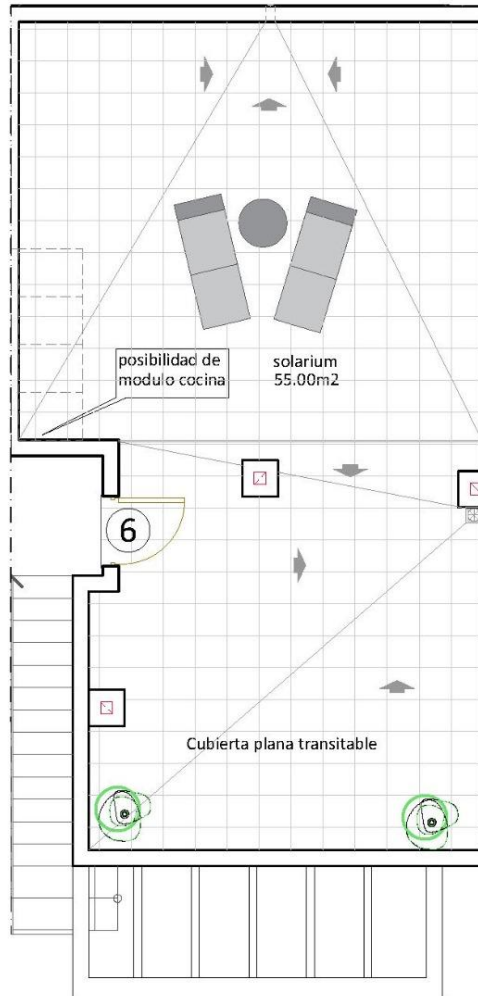 posibilidad de
modulo cocina
solarium
55.00m2
6
Cubierta plana transitable